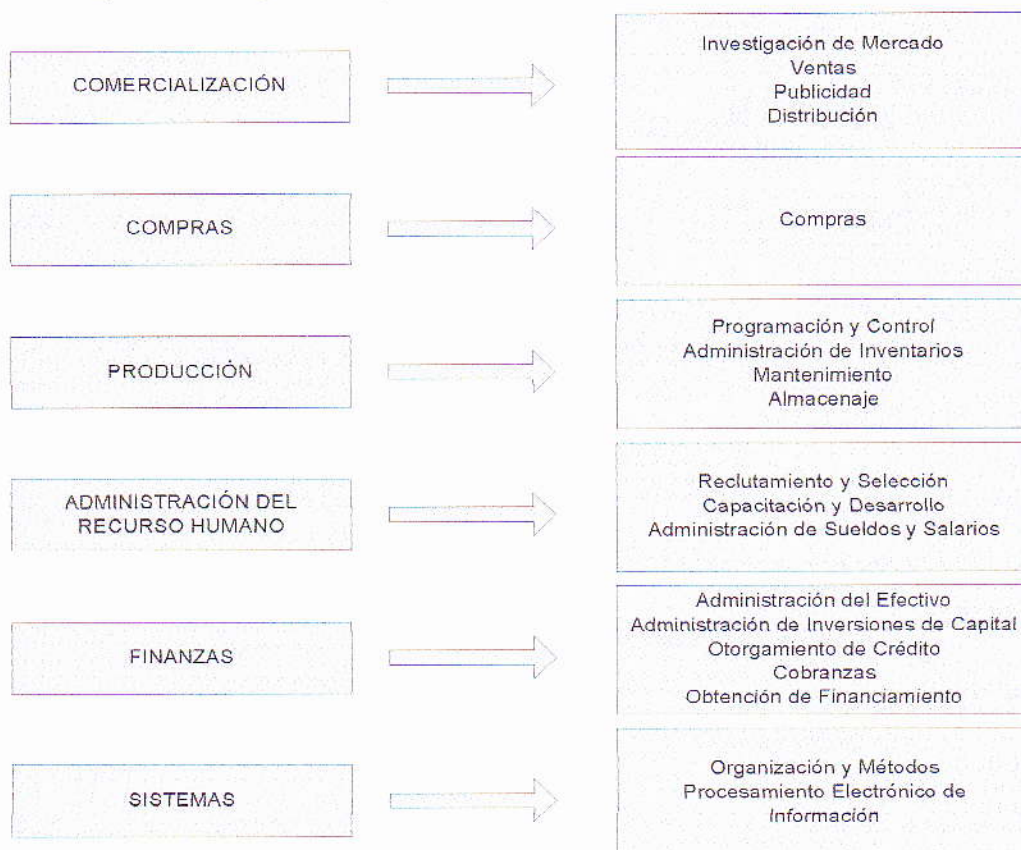 COMERCIALIZACIÓN
Investigación de Mercado
Ventas
Publicidad
Distribución
COMPRAS
Compras
PRODUCCIÓN
Programación y Control
Administración de Inventarios
Mantenimiento
Almacenaje
ADMINISTRACIÓN DEL
RECURSO HUMANO
Reclutamiento y Selección
Capacitación y Desarrollo
Administración de Sueldos y Salarios
FINANZAS
Administración del Efectivo
Administración de Inversiones de Capital
Otorgamiento de Crédito
Cobranzas
Obtención de Financiamiento
SISTEMAS
Organización y Métodos
Procesamiento Electrónico de
Información